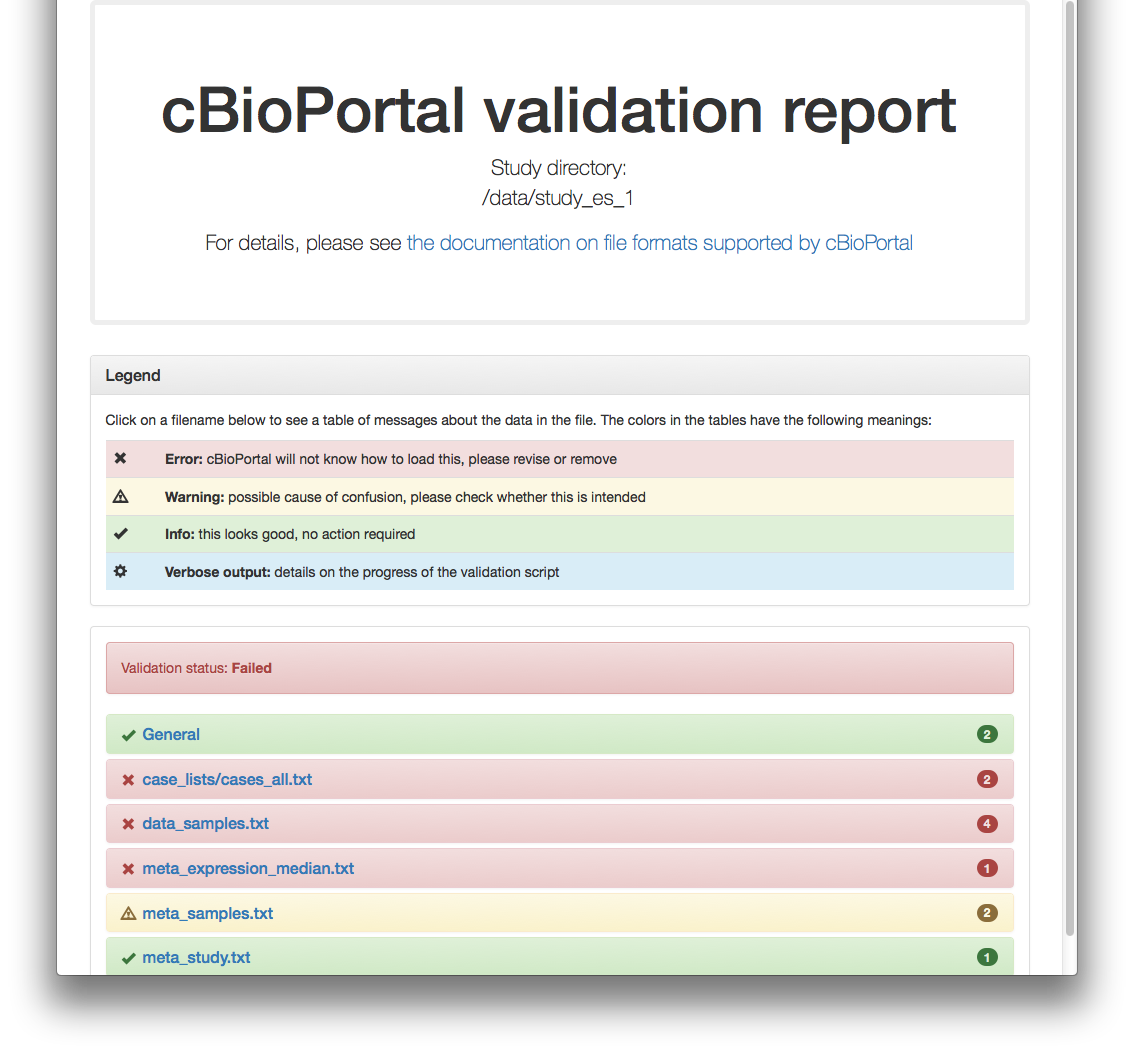 cBioPortal validation report
Study directory:
/data/study_es_1
For details, please see the documentation on file formats supported by cBioPortal
Legend
Click on a filename below to see a table of messages about the data in the file. The colors in the tables have the following meanings:
Error: cBioPortal will not know how to load this, please revise or remove
Warning: possible cause of confusion, please check whether this is intended
Info: this looks good, no action required
Verbose output: details on the progress of the validation script
Validation status: Failed
General 2
case_lists/cases_all.txt 2
data_samples.txt 4
meta_expression_median.txt 1
meta_samples.txt 2
meta_study.txt 1